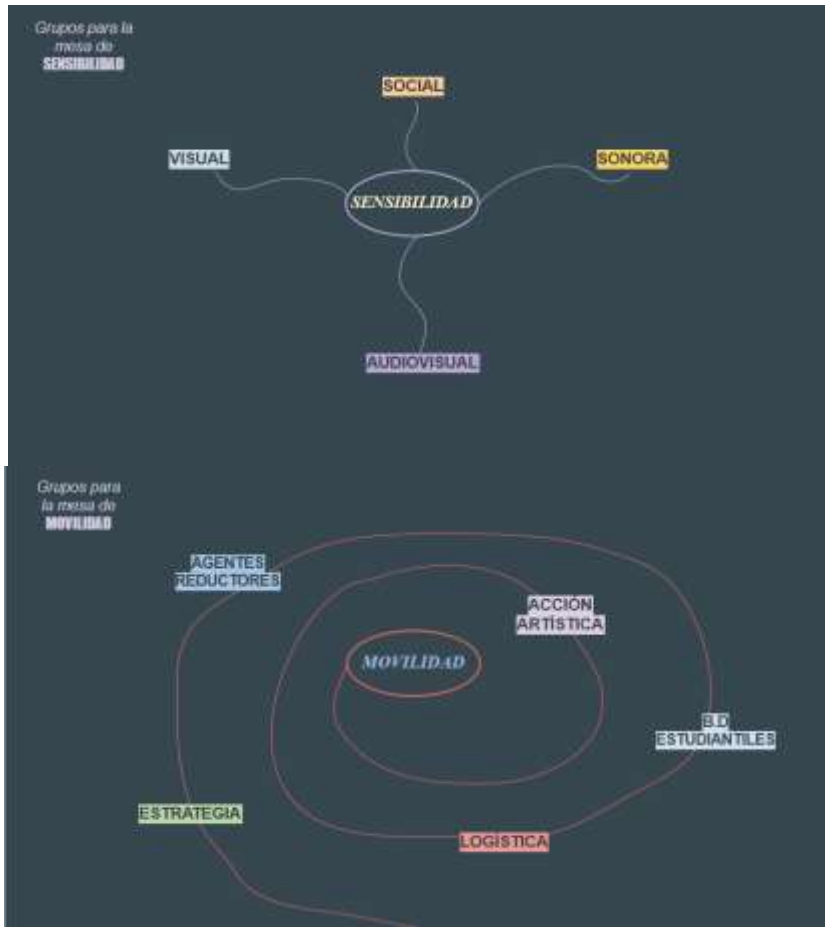 Grupos para la
mesa de
SENSIBILIDAD
SOCIAL
VISUAL
SONORA
SENSIBILIDAD
AUDIOVISUAL
Grupos para
la mesa de
MOVILIDAD
AGENTES
REDUCTORES
ACCIÓN
ARTÍSTICA
MOVILIDAD
B.D
ESTUDIANTILES
ESTRATEGIA
LOGÍSTICA